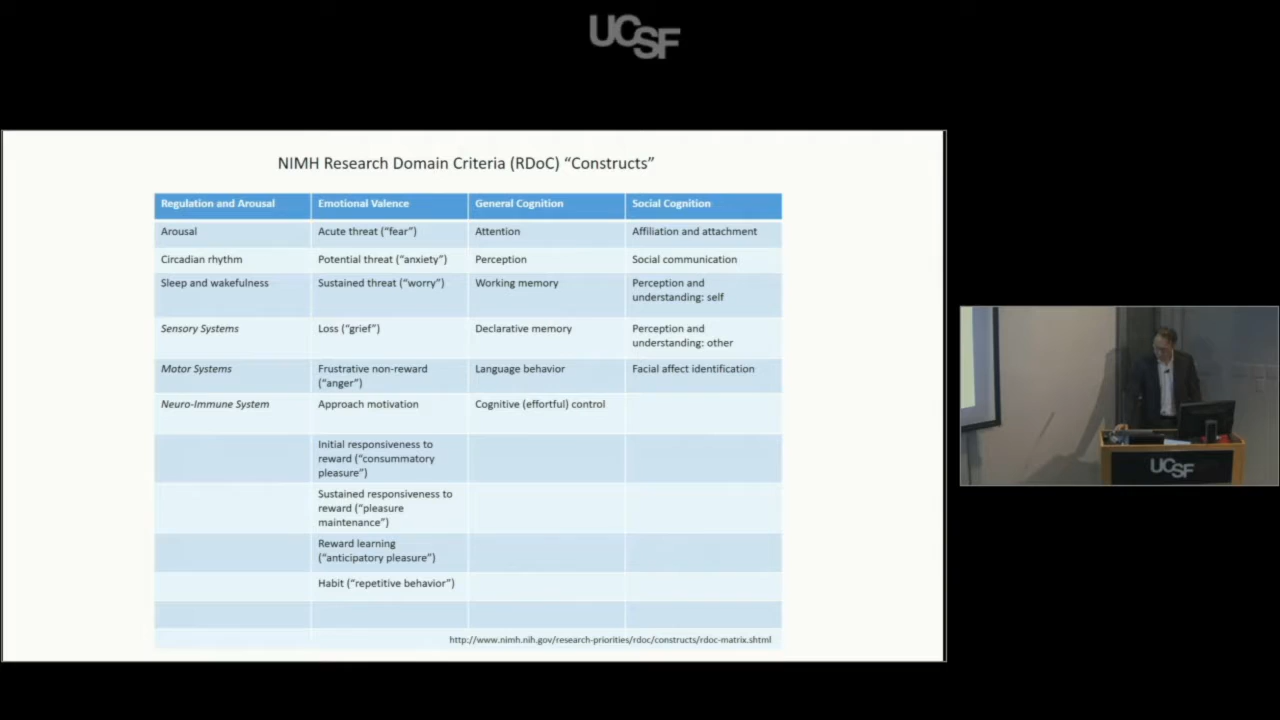 UCSF
NIMH Research Domain Criteria (RDoC) “Constructs”
Regulation and Arousal Emotional Valence General Cognition Social Cognition
Arousal Acute threat (“fear”) Attention Affiliation and attachment
Circadian rhythm Potential threat (“anxiety”) Perception Social communication
Sleep and wakefulness Sustained threat (“worry”) Working memory Perception and
understanding: self
Sensory Systems Loss (“grief”) Declarative memory Perception and
understanding: other
Motor Systems Frustrative non-reward Language behavior Facial affect identification
(“anger”)
Neuro-Immune System Approach motivation Cognitive (effortful) control
Initial responsiveness to
reward (“consummatory
pleasure”)
Sustained responsiveness to
reward (“pleasure
maintenance”)
Reward learning
(“anticipatory pleasure”)
Habit (“repetitive behavior”)
http://www.nimh.nih.gov/research-priorities/rdoc/constructs/rdoc-matrix.shtml
UCSF